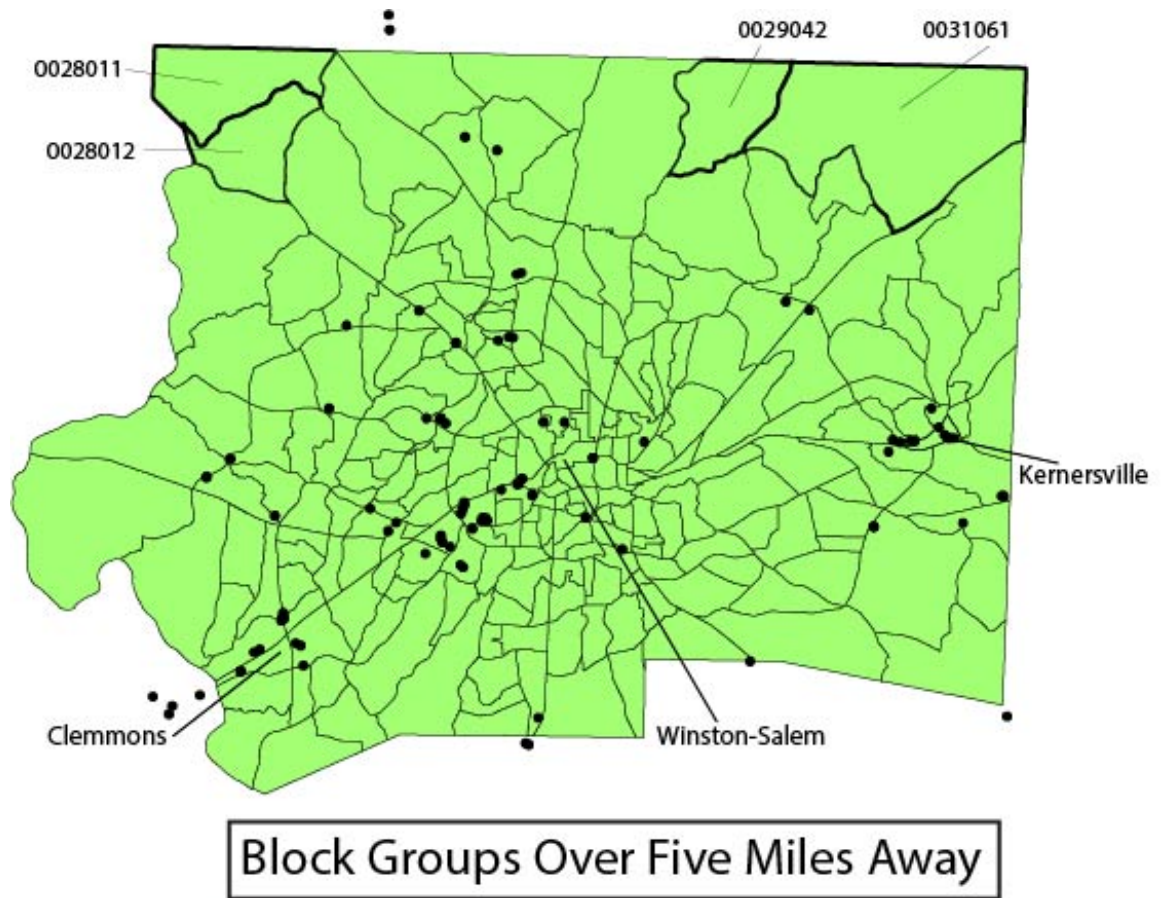 0029042
0031061
0028011
0028012
Kernersville
Clemmons
Winston-Salem
Block Groups Over Five Miles Away